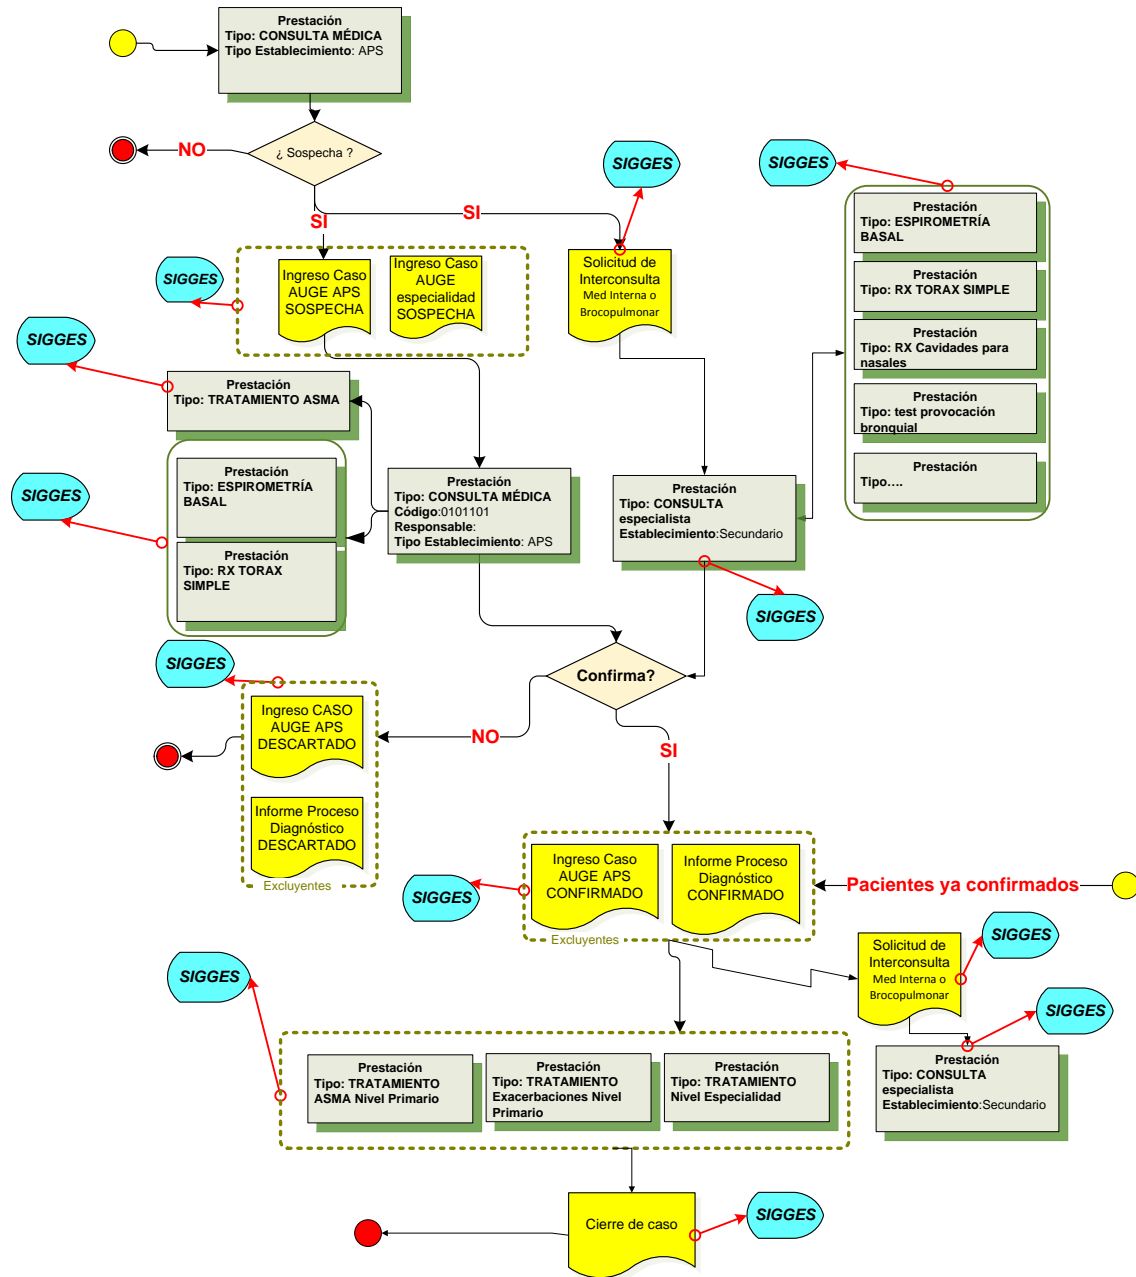 Prestación
Tipo: CONSULTA MÉDICA
Tipo Establecimiento: APS
¿ Sospecha ?
NO
SI
SI
SIGGES
SIGGES
Prestación
Tipo: ESPIROMETRÍA
BASAL
Prestación
Tipo: RX TORAX SIMPLE
Prestación
Tipo: RX Cavidades para
nasales
Prestación
Tipo: test provocación
bronquial
Prestación
Tipo....
SIGGES
Ingreso Caso
AUGE APS
SOSPECHA
Ingreso Caso
AUGE
especialidad
SOSPECHA
Solicitud de
Interconsulta
Med Interna o
Brocopulmonar
SIGGES
Prestación
Tipo: TRATAMIENTO ASMA
SIGGES
Prestación
Tipo: ESPIROMETRÍA
BASAL
Prestación
Tipo: RX TORAX
SIMPLE
Prestación
Tipo: CONSULTA MÉDICA
Código:0101101
Responsable:
Tipo Establecimiento: APS
Prestación
Tipo: CONSULTA
especialista
Establecimiento:Secundario
SIGGES
Confirma?
SIGGES
NO
SI
Ingreso CASO
AUGE APS
DESCARTADO
Informe Proceso
Diagnóstico
DESCARTADO
Excluyentes
SIGGES
Ingreso Caso
AUGE APS
CONFIRMADO
Informe Proceso
Diagnóstico
CONFIRMADO
Excluyentes
Pacientes ya confirmados
Solicitud de
Interconsulta
Med Interna o
Brocopulmonar
SIGGES
SIGGES
SIGGES
Prestación
Tipo: CONSULTA
especialista
Establecimiento:Secundario
Prestación
Tipo: TRATAMIENTO
ASMA Nivel Primario
Prestación
Tipo: TRATAMIENTO
Exacerbaciones Nivel
Primario
Prestación
Tipo: TRATAMIENTO
Nivel Especialidad
Cierre de caso
SIGGES